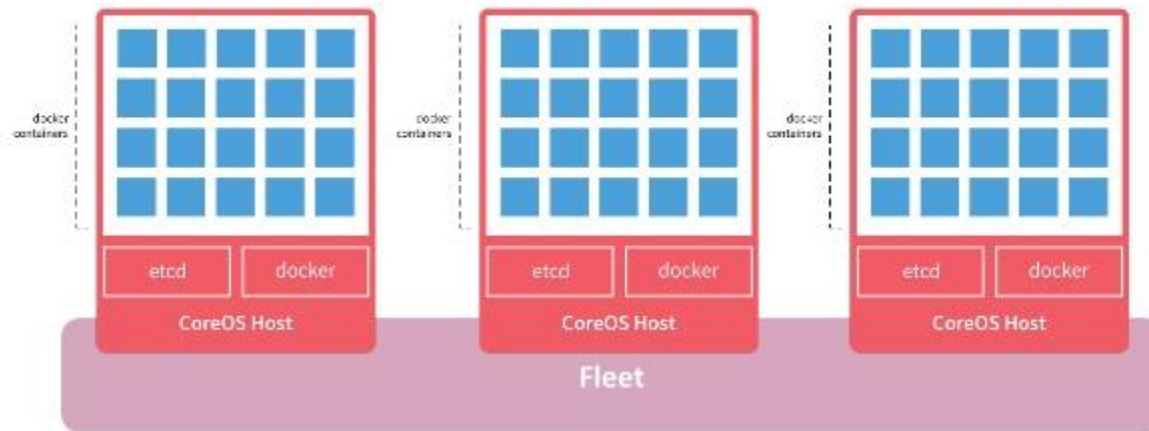 docker
containers
docker
containers
docker
containers
etcd
docker
etcd
docker
etcd
docker
CoreOS Host
CoreOS Host
CoreOS Host
Fleet